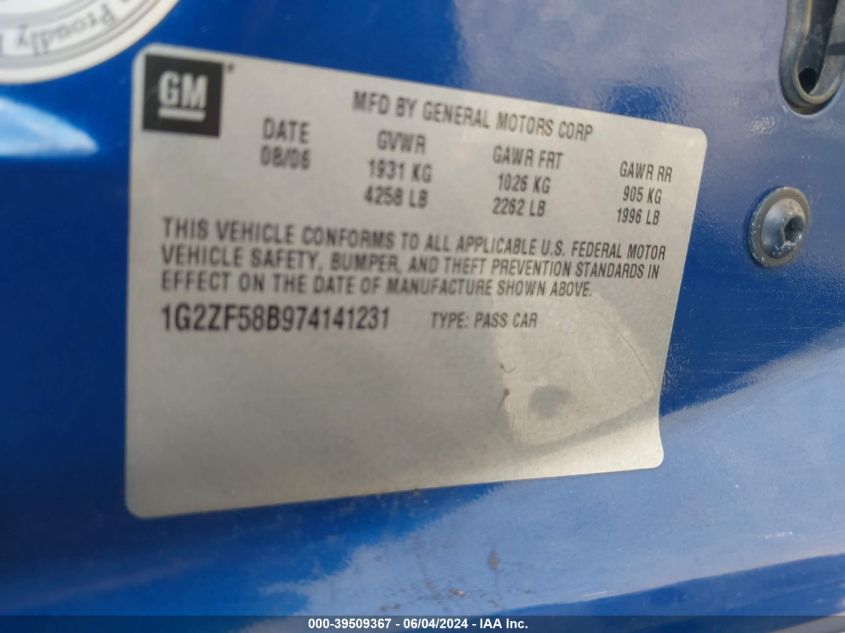 Proudly
GM
MFD BY GENERAL MOTORS CORP
DATE GVWR GAWR FRT GAWR RR
08/06 1931 KG 1026 KG 905 KG
4258 LB 2262 LB 1996 LB
THIS VEHICLE CONFORMS TO ALL APPLICABLE U.S. FEDERAL MOTOR
VEHICLE SAFETY, BUMPER, AND THEFT PREVENTION STANDARDS IN
EFFECT ON THE DATE OF MANUFACTURE SHOWN ABOVE.
1G2ZF58B974141231 TYPE: PASS CAR
000-39509367 - 06/04/2024 - IAA Inc.